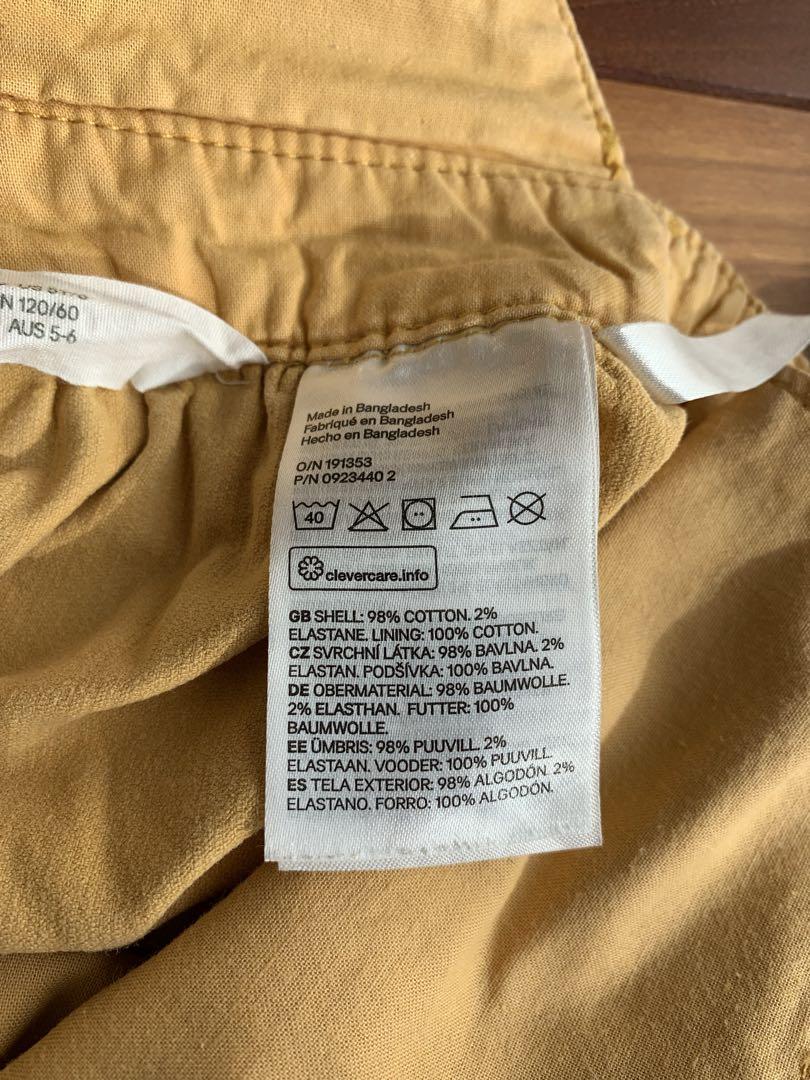 N 120/60
AUS 5-6
Made in Bangladesh
Fabriqué en Bangladesh
Hecho en Bangladesh
O/N 191353
P/N 0923440 2
40
clevercare.info
GB SHELL: 98% COTTON. 2%
ELASTANE. LINING: 100% COTTON.
CZ SVRCHNÍ LÁTKA: 98% BAVLNA. 2%
ELASTAN. PODŠÍVKA: 100% BAVLNA.
DE OBERMATERIAL: 98% BAUMWOLLE.
2% ELASTHAN. FUTTER: 100%
BAUMWOLLE.
EE ÜMBRIS: 98% PUUVILL. 2%
ELASTAAN. VOODER: 100% PUUVILL.
ES TELA EXTERIOR: 98% ALGODÓN. 2%
ELASTANO. FORRO: 100% ALGODÓN.